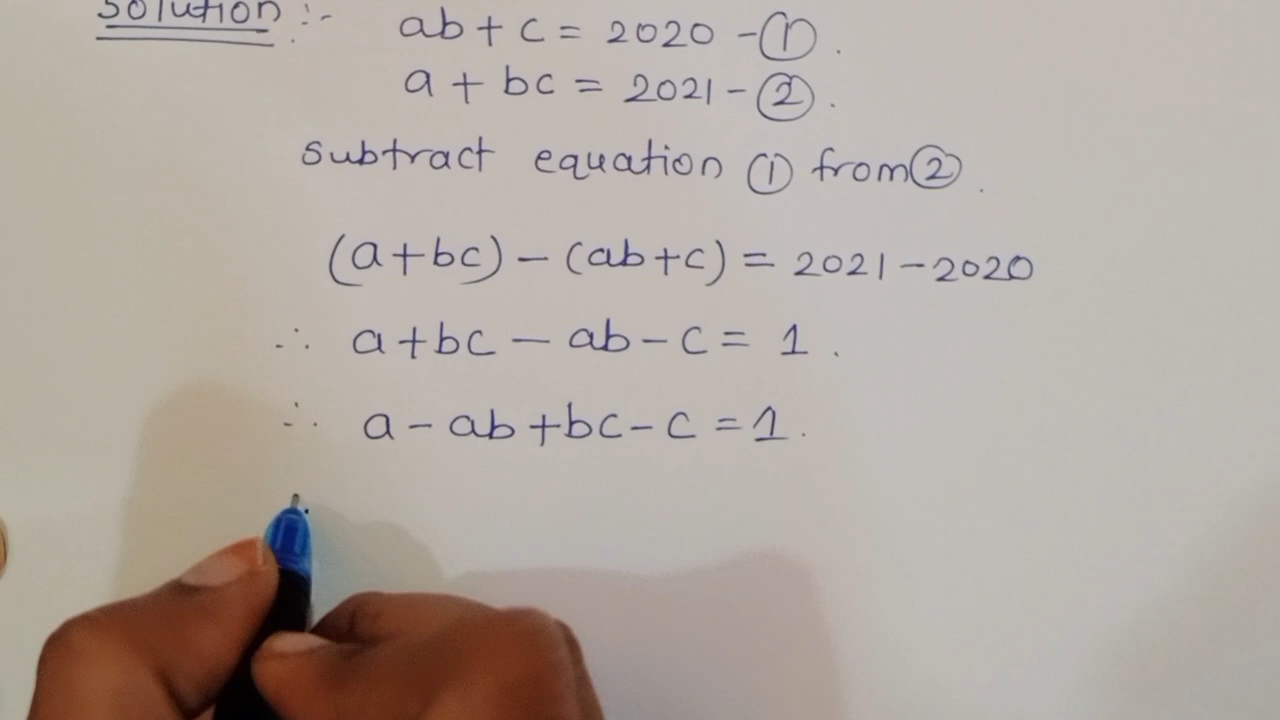 Solution :-
ab + c = 2020 - ①.
a + bc = 2021 - ②.
subtract equation ① from ②.
(a+bc) - (ab+c) = 2021 - 2020
∴ a+bc - ab - c = 1.
∴ a - ab + bc - c = 1.